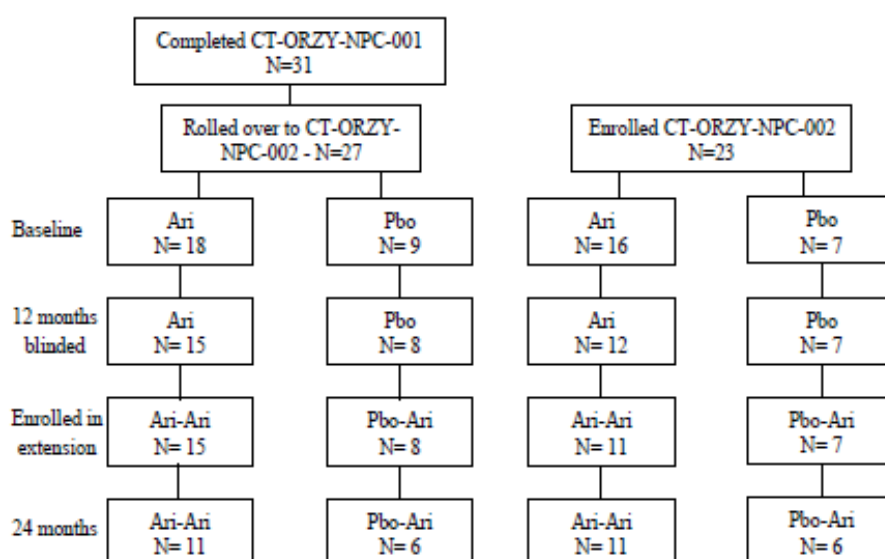 Completed CT-ORZY-NPC-001
N=31
Rolled over to CT-ORZY-
NPC-002 - N=27
Enrolled CT-ORZY-NPC-002
N=23
Baseline
Ari
N= 18
Pbo
N= 9
Ari
N= 16
Pbo
N= 7
12 months
blinded
Ari
N= 15
Pbo
N= 8
Ari
N= 12
Pbo
N= 7
Enrolled in
extension
Ari-Ari
N= 15
Pbo-Ari
N= 8
Ari-Ari
N= 11
Pbo-Ari
N= 7
24 months
Ari-Ari
N= 11
Pbo-Ari
N= 6
Ari-Ari
N= 11
Pbo-Ari
N= 6